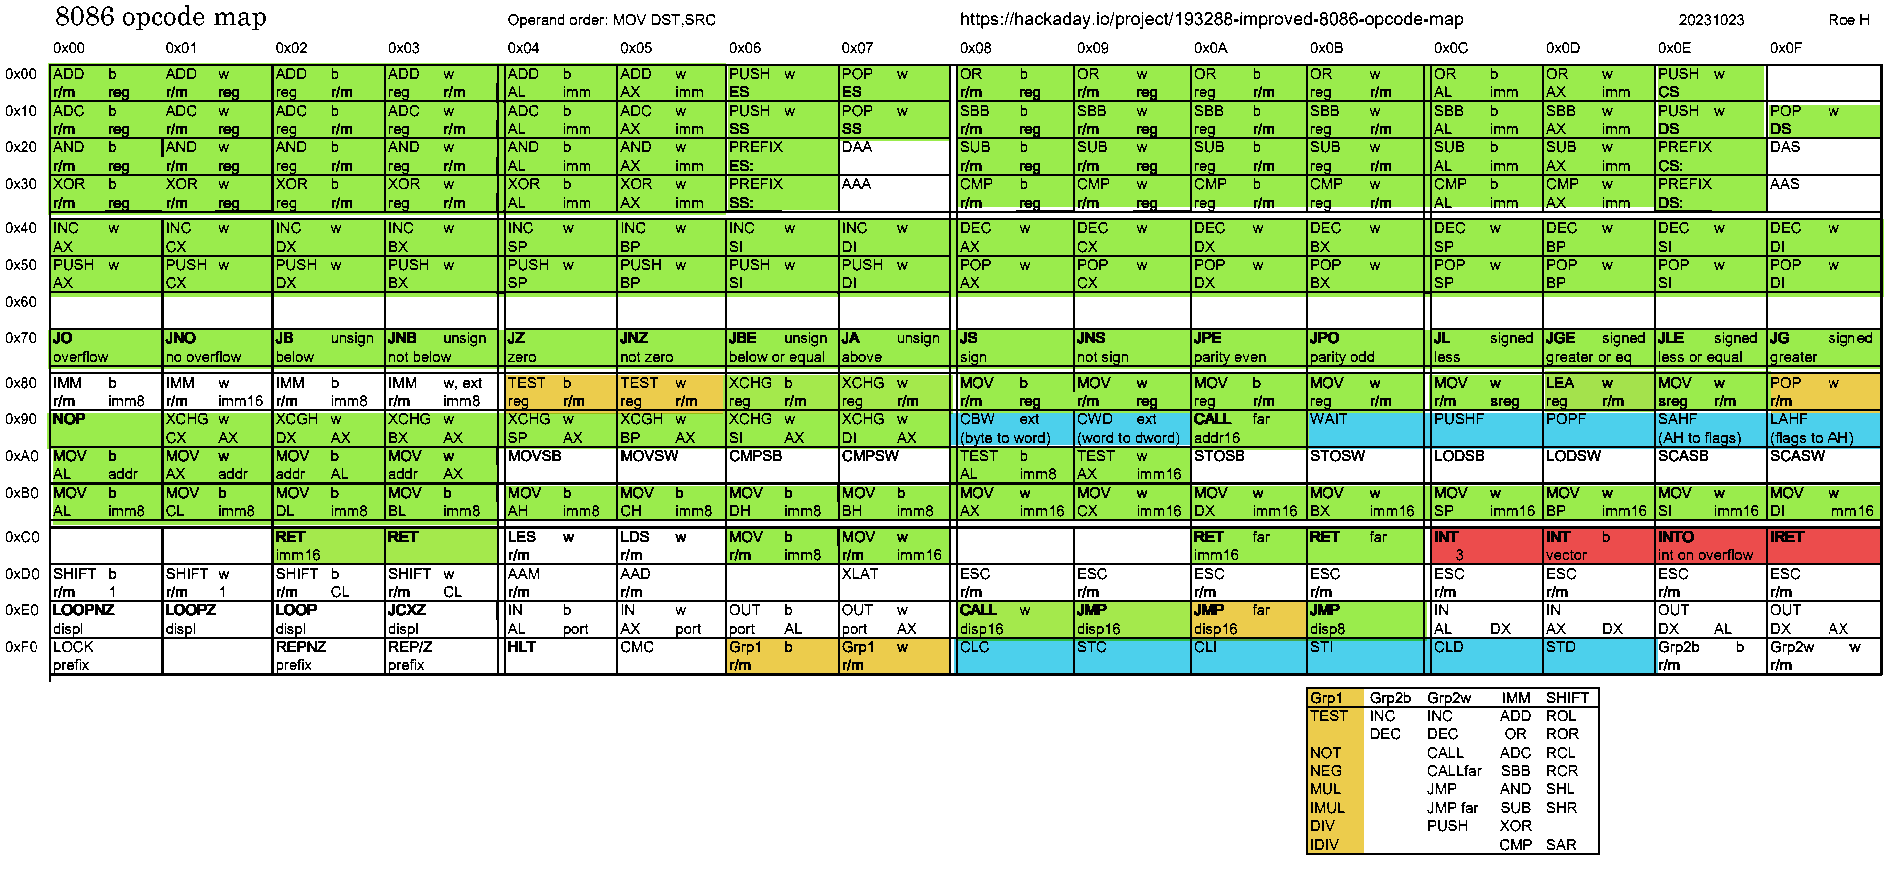 8086 opcode map Operand order: MOV DST,SRC https://hackaday.io/project/193288-improved-8086-opcode-map 20231023 Roe H
0x00 0x01 0x02 0x03 0x04 0x05 0x06 0x07 0x08 0x09 0x0A 0x0B 0x0C 0x0D 0x0E 0x0F
0x00 ADD b ADD w ADD b ADD w ADD b ADD w PUSH w POP w OR b OR w OR b OR w OR b OR w PUSH w
r/m reg r/m reg reg r/m reg r/m AL imm AX imm ES ES r/m reg r/m reg reg r/m reg r/m AL imm AX imm CS
0x10 ADC b ADC w ADC b ADC w ADC b ADC w PUSH w POP w SBB b SBB w SBB b SBB w SBB b SBB w PUSH w POP w
r/m reg r/m reg reg r/m reg r/m AL imm AX imm SS SS r/m reg r/m reg reg r/m reg r/m AL imm AX imm DS DS
0x20 AND b AND w AND b AND w AND b AND w PREFIX DAA SUB b SUB w SUB b SUB w SUB b SUB w PREFIX DAS
r/m reg r/m reg reg r/m reg r/m AL imm AX imm ES: r/m reg r/m reg reg r/m reg r/m AL imm AX imm CS:
0x30 XOR b XOR w XOR b XOR w XOR b XOR w PREFIX AAA CMP b CMP w CMP b CMP w CMP b CMP w PREFIX AAS
r/m reg r/m reg reg r/m reg r/m AL imm AX imm SS: r/m reg r/m reg reg r/m reg r/m AL imm AX imm DS:
0x40 INC w INC w INC w INC w INC w INC w INC w INC w DEC w DEC w DEC w DEC w DEC w DEC w DEC w DEC w
AX CX DX BX SP BP SI DI AX CX DX BX SP BP SI DI
0x50 PUSH w PUSH w PUSH w PUSH w PUSH w PUSH w PUSH w PUSH w POP w POP w POP w POP w POP w POP w POP w POP w
AX CX DX BX SP BP SI DI AX CX DX BX SP BP SI DI
0x60
0x70 JO JNO JB unsign JNB unsign JZ JNZ JBE unsign JA unsign JS JNS JPE JPO JL signed JGE signed JLE signed JG signed
overflow no overflow below not below zero not zero below or equal above sign not sign parity even parity odd less greater or eq less or equal greater
0x80 IMM b IMM w IMM b IMM w, ext TEST b TEST w XCHG b XCHG w MOV b MOV w MOV b MOV w MOV w LEA w MOV w POP w
r/m imm8 r/m imm16 r/m imm8 r/m imm8 reg r/m reg r/m reg r/m reg r/m r/m reg r/m reg reg r/m reg r/m r/m sreg reg r/m sreg r/m r/m
0x90 NOP XCHG w XCGH w XCHG w XCHG w XCGH w XCHG w XCHG w CBW ext CWD ext CALL far WAIT PUSHF POPF SAHF LAHF
CX AX DX AX BX AX SP AX BP AX SI AX DI AX (byte to word) (word to dword) addr16 (AH to flags) (flags to AH)
0xA0 MOV b MOV w MOV b MOV w MOVSB MOVSW CMPSB CMPSW TEST b TEST w STOSB STOSW LODSB LODSW SCASB SCASW
AL addr AX addr addr AL addr AX AL imm8 AX imm16
0xB0 MOV b MOV b MOV b MOV b MOV b MOV b MOV b MOV b MOV w MOV w MOV w MOV w MOV w MOV w MOV w MOV w
AL imm8 CL imm8 DL imm8 BL imm8 AH imm8 CH imm8 DH imm8 BH imm8 AX imm16 CX imm16 DX imm16 BX imm16 SP imm16 BP imm16 SI imm16 DI mm16
0xC0 RET RET LES w LDS w MOV b MOV w RET far RET far INT INT b INTO IRET
imm16 r/m r/m r/m imm8 r/m imm16 imm16 3 vector int on overflow
0xD0 SHIFT b SHIFT w SHIFT b SHIFT w AAM AAD XLAT ESC ESC ESC ESC ESC ESC ESC ESC
r/m 1 r/m 1 r/m CL r/m CL r/m r/m r/m r/m r/m r/m r/m r/m
0xE0 LOOPNZ LOOPZ LOOP JCXZ IN b IN w OUT b OUT w CALL w JMP JMP far JMP IN IN OUT OUT
displ displ displ displ AL port AX port port AL port AX disp16 disp16 disp16 disp8 AL DX AX DX DX AL DX AX
0xF0 LOCK REPNZ REP/Z HLT CMC Grp1 b Grp1 w CLC STC CLI STI CLD STD Grp2b b Grp2w w
prefix prefix prefix r/m r/m r/m r/m
Grp1 Grp2b Grp2w IMM SHIFT
TEST INC INC ADD ROL
DEC DEC OR ROR
NOT CALL ADC RCL
NEG CALLfar SBB RCR
MUL JMP AND SHL
IMUL JMP far SUB SHR
DIV PUSH XOR
IDIV CMP SAR